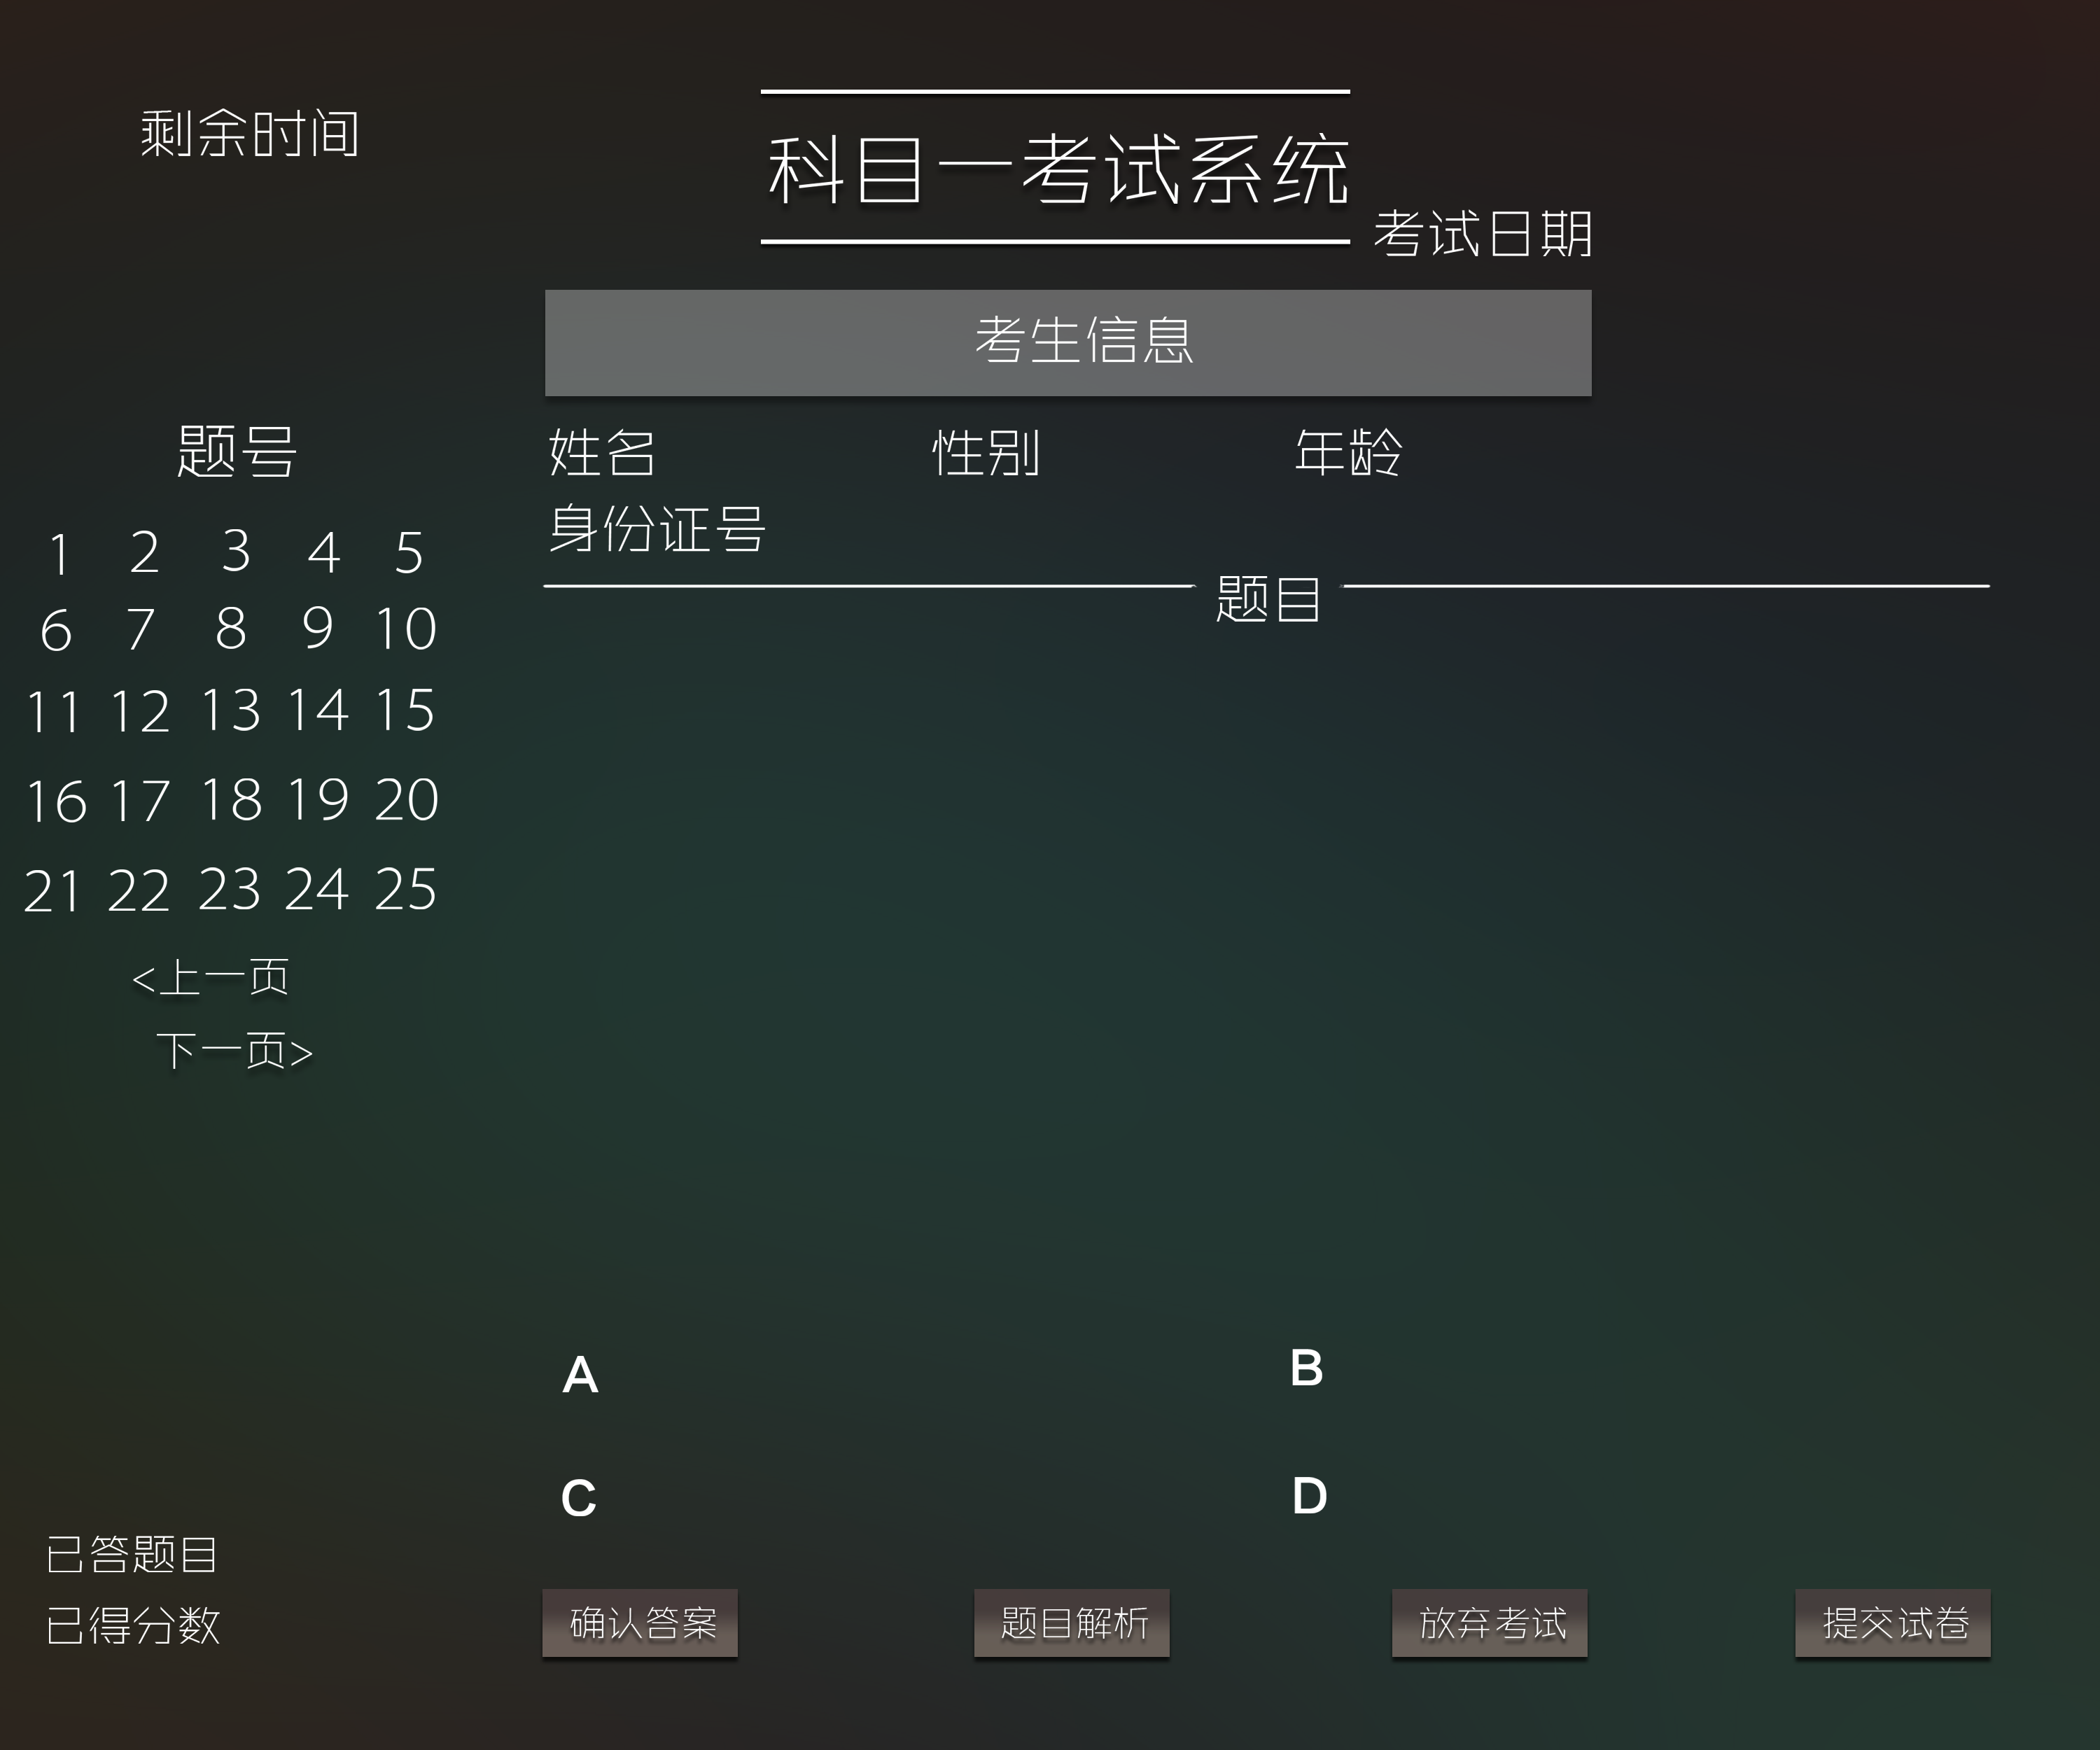 剩余时间
科目一考试系统
考试日期
考生信息
题号
姓名 性别 年龄
身份证号
题目
1 2 3 4 5
6 7 8 9 10
11 12 13 14 15
16 17 18 19 20
21 22 23 24 25
<上一页
下一页>
A B
C D
已答题目
已得分数
确认答案 题目解析 放弃考试 提交试卷